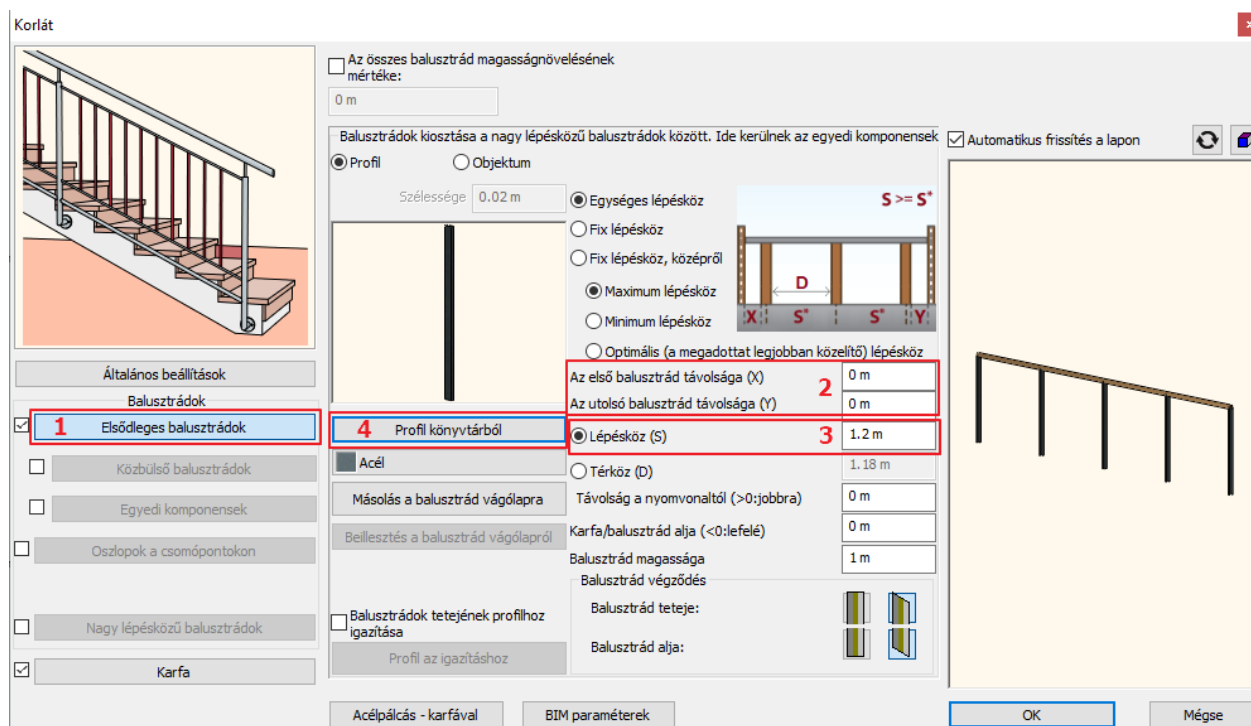 Korlát
x
Az összes balusztrád magasságnövelésének
mértéke:
0 m
Balusztrádok kiosztása a nagy lépésközű balusztrádok között. Ide kerülnek az egyedi komponensek
Automatikus frissítés a lapon
Profil
Objektum
Szélessége
0.02 m
Egységes lépésköz
S >= S*
Fix lépésköz
Fix lépésköz, középről
D
Maximum lépésköz
X
S*
S*
Y
Minimum lépésköz
Optimális (a megadottat legjobban közelítő) lépésköz
Általános beállítások
Az első balusztrád távolsága (X)
0 m
2
Balusztrádok
Az utolsó balusztrád távolsága (Y)
0 m
1
Elsődleges balusztrádok
4
Profil könyvtárból
Lépésköz (S)
3
1.2 m
Közbülső balusztrádok
Acél
Térköz (D)
1.18 m
Egyedi komponensek
Másolás a balusztrád vágólapra
Távolság a nyomvonaltól (>0:jobbra)
0 m
Oszlopok a csomópontokon
Beillesztés a balusztrád vágólapról
Karfa/balusztrád alja (<0:lefelé)
0 m
Balusztrád magassága
1 m
Balusztrád végződés
Balusztrádok tetejének profilhoz
igazítása
Balusztrád teteje:
Nagy lépésközű balusztrádok
Balusztrád alja:
Profil az igazításhoz
Karfa
Acélpálcás - karfával
BIM paraméterek
OK
Mégse